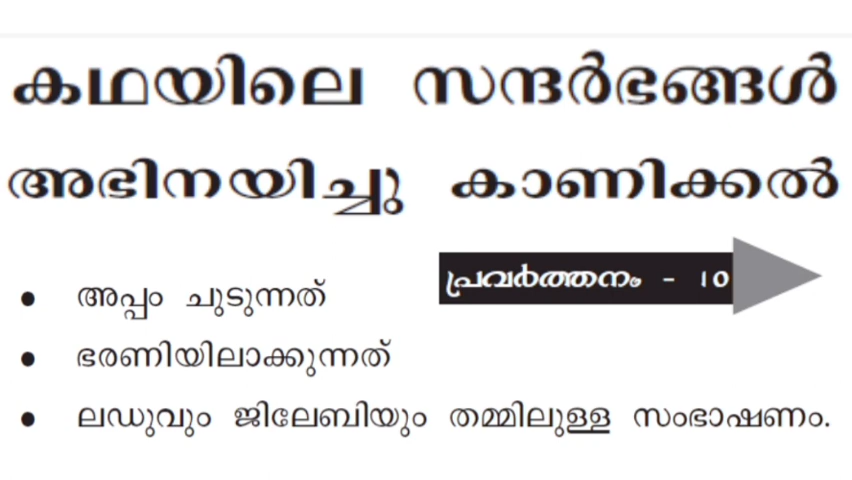 കഥയിലെ സന്ദർഭങ്ങൾ
അഭിനയിച്ചു കാണിക്കൽ
പ്രവർത്തനം - 10
• അപ്പം ചുടുന്നത്
• ഭരണിയിലാക്കുന്നത്
• ലഡുവും ജിലേബിയും തമ്മിലുള്ള സംഭാഷണം.